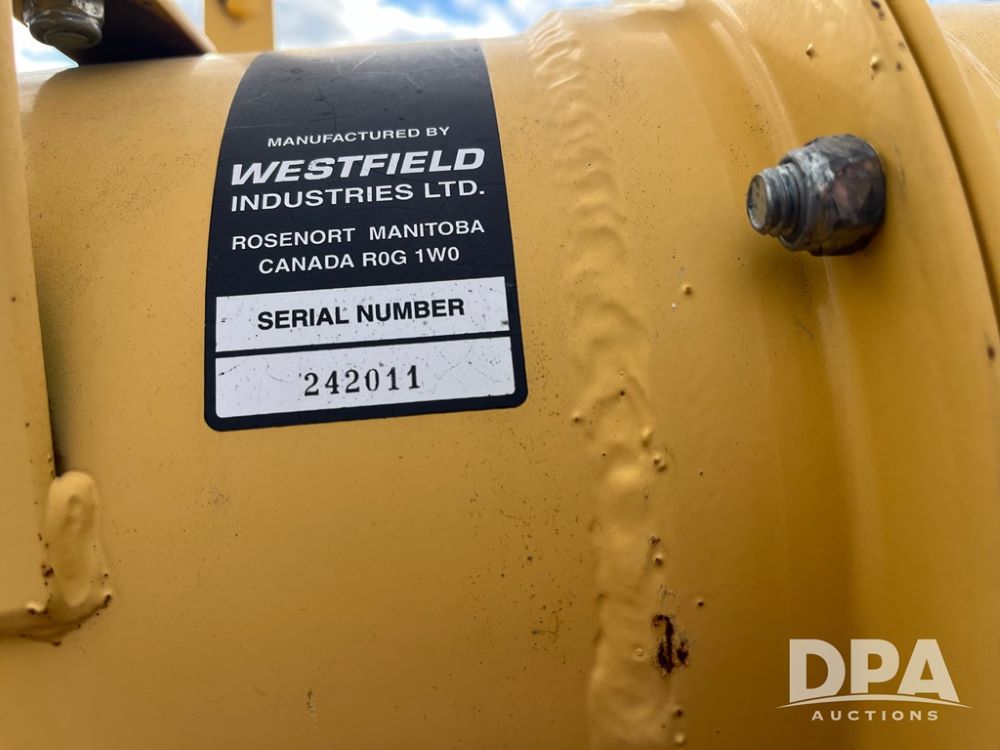 MANUFACTURED BY
WESTFIELD
INDUSTRIES LTD.
ROSENORT MANITOBA
CANADA R0G 1W0
SERIAL NUMBER
242011
DPA
AUCTIONS